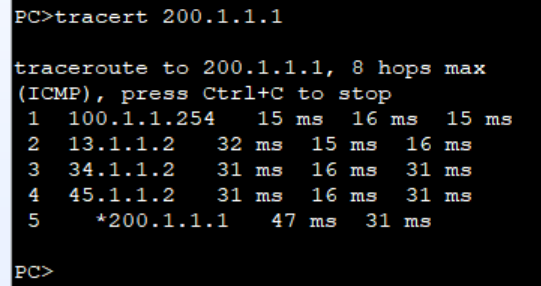 PC>tracert 200.1.1.1
traceroute to 200.1.1.1, 8 hops max
(ICMP), press Ctrl+C to stop
1 100.1.1.254 15 ms 16 ms 15 ms
2 13.1.1.2 32 ms 15 ms 16 ms
3 34.1.1.2 31 ms 16 ms 31 ms
4 45.1.1.2 31 ms 16 ms 31 ms
5 *200.1.1.1 47 ms 31 ms
PC>